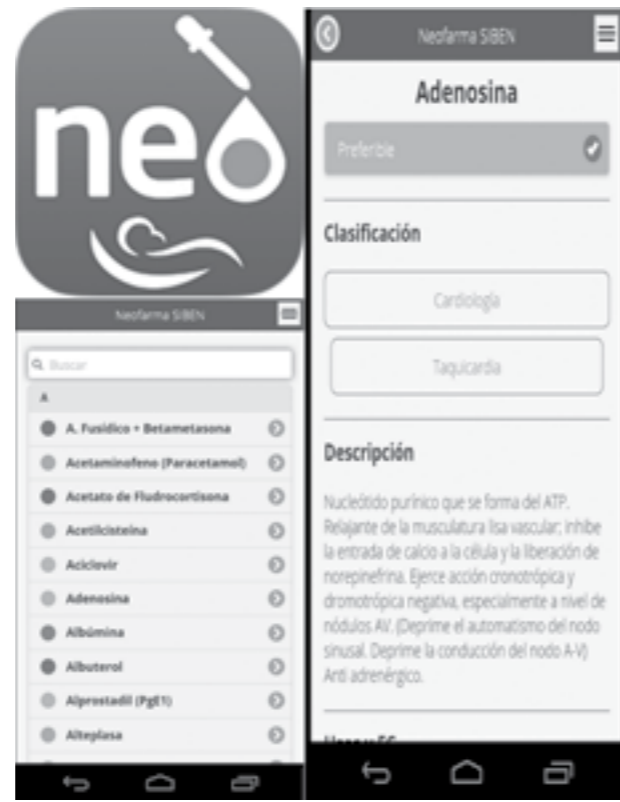 neo
Neofarma SIBEN
Buscar
A
A. Fusídico + Betametasona
Acetaminofeno (Paracetamol)
Acetato de Fludrocortisona
Acetilcisteína
Aciclovir
Adenosina
Albúmina
Albuterol
Alprostadil (PgE1)
Alteplasa
Neofarma SIBEN
Adenosina
Preferible
Clasificación
Cardiología
Taquicardia
Descripción
Nucleótido purínico que se forma del ATP.
Relajante de la musculatura lisa vascular; inhibe
la entrada de calcio a la célula y la liberación de
norepinefrina. Ejerce acción cronotrópica y
dromotrópica negativa, especialmente a nivel de
nódulos AV. (Deprime el automatismo del nodo
sinusal. Deprime la conducción del nodo A-V)
Anti adrenérgico.